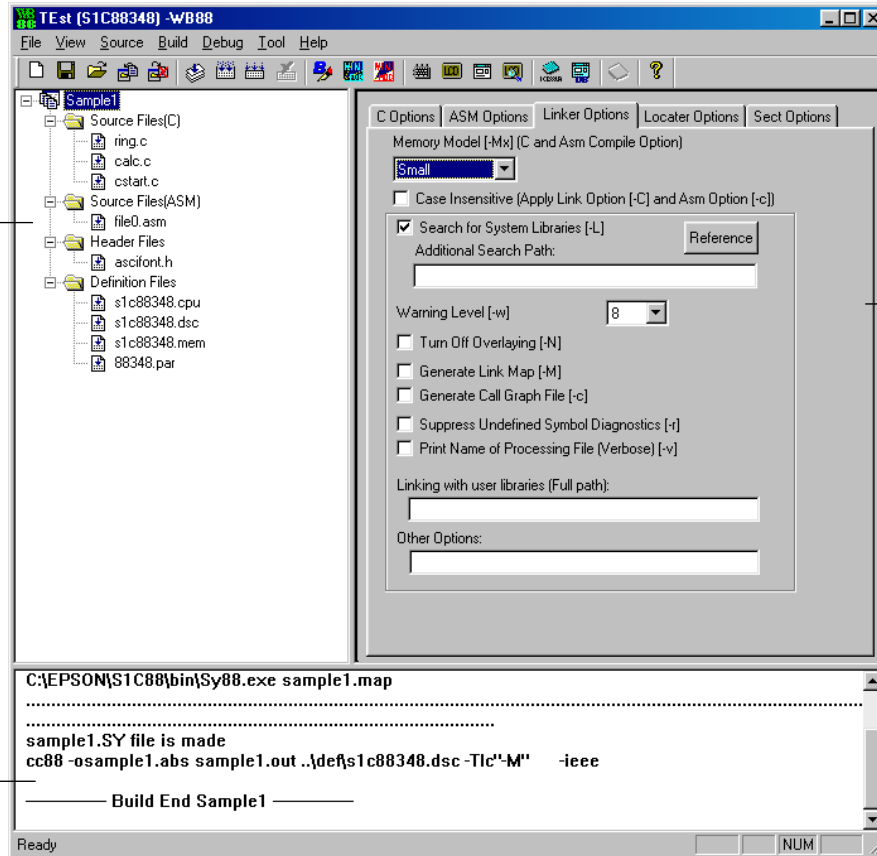 TEst (S1C88348) -WB88
File View Source Build Debug Tool Help
Sample1
Source Files(C)
ring.c
calc.c
cstart.c
Source Files(ASM)
file0.asm
Header Files
ascifont.h
Definition Files
s1c88348.cpu
s1c88348.dsc
s1c88348.mem
88348.par
C Options ASM Options Linker Options Locater Options Sect Options
Memory Model [-Mx] (C and Asm Compile Option)
Small
Case Insensitive (Apply Link Option [-C] and Asm Option [-c])
Search for System Libraries [-L]
Reference
Additional Search Path:
Warning Level [-w] 8
Turn Off Overlaying [-N]
Generate Link Map [-M]
Generate Call Graph File [-c]
Suppress Undefined Symbol Diagnostics [-r]
Print Name of Processing File (Verbose) [-v]
Linking with user libraries (Full path):
Other Options:
C:\EPSON\S1C88\bin\Sy88.exe sample1.map
sample1.SY file is made
cc88 -osample1.abs sample1.out ..\def\s1c88348.dsc -Tlc"-M" -ieee
Build End Sample1
Ready NUM